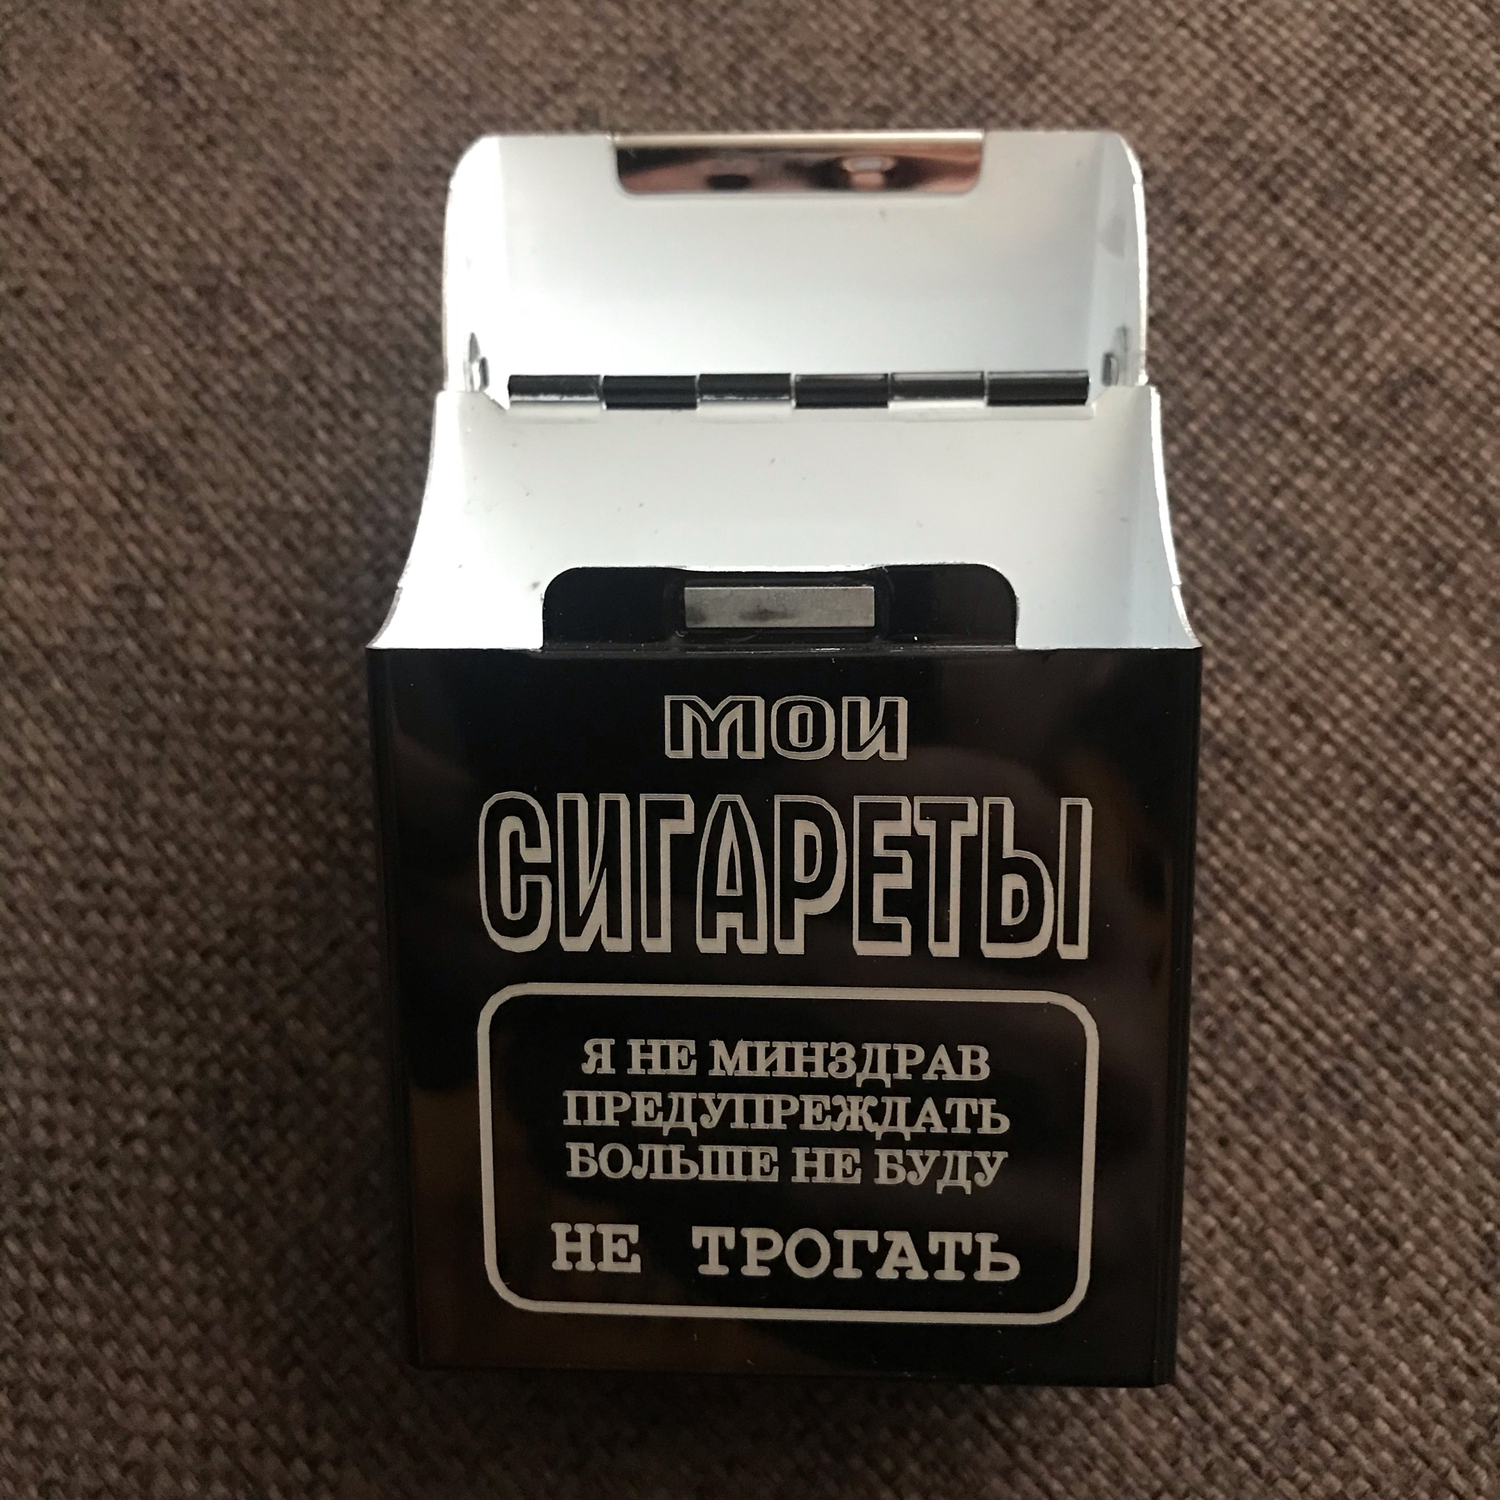 МОИ
СИГАРЕТЫ
Я НЕ МИНЗДРАВ
ПРЕДУПРЕЖДАТЬ
БОЛЬШЕ НЕ БУДУ
НЕ ТРОГАТЬ